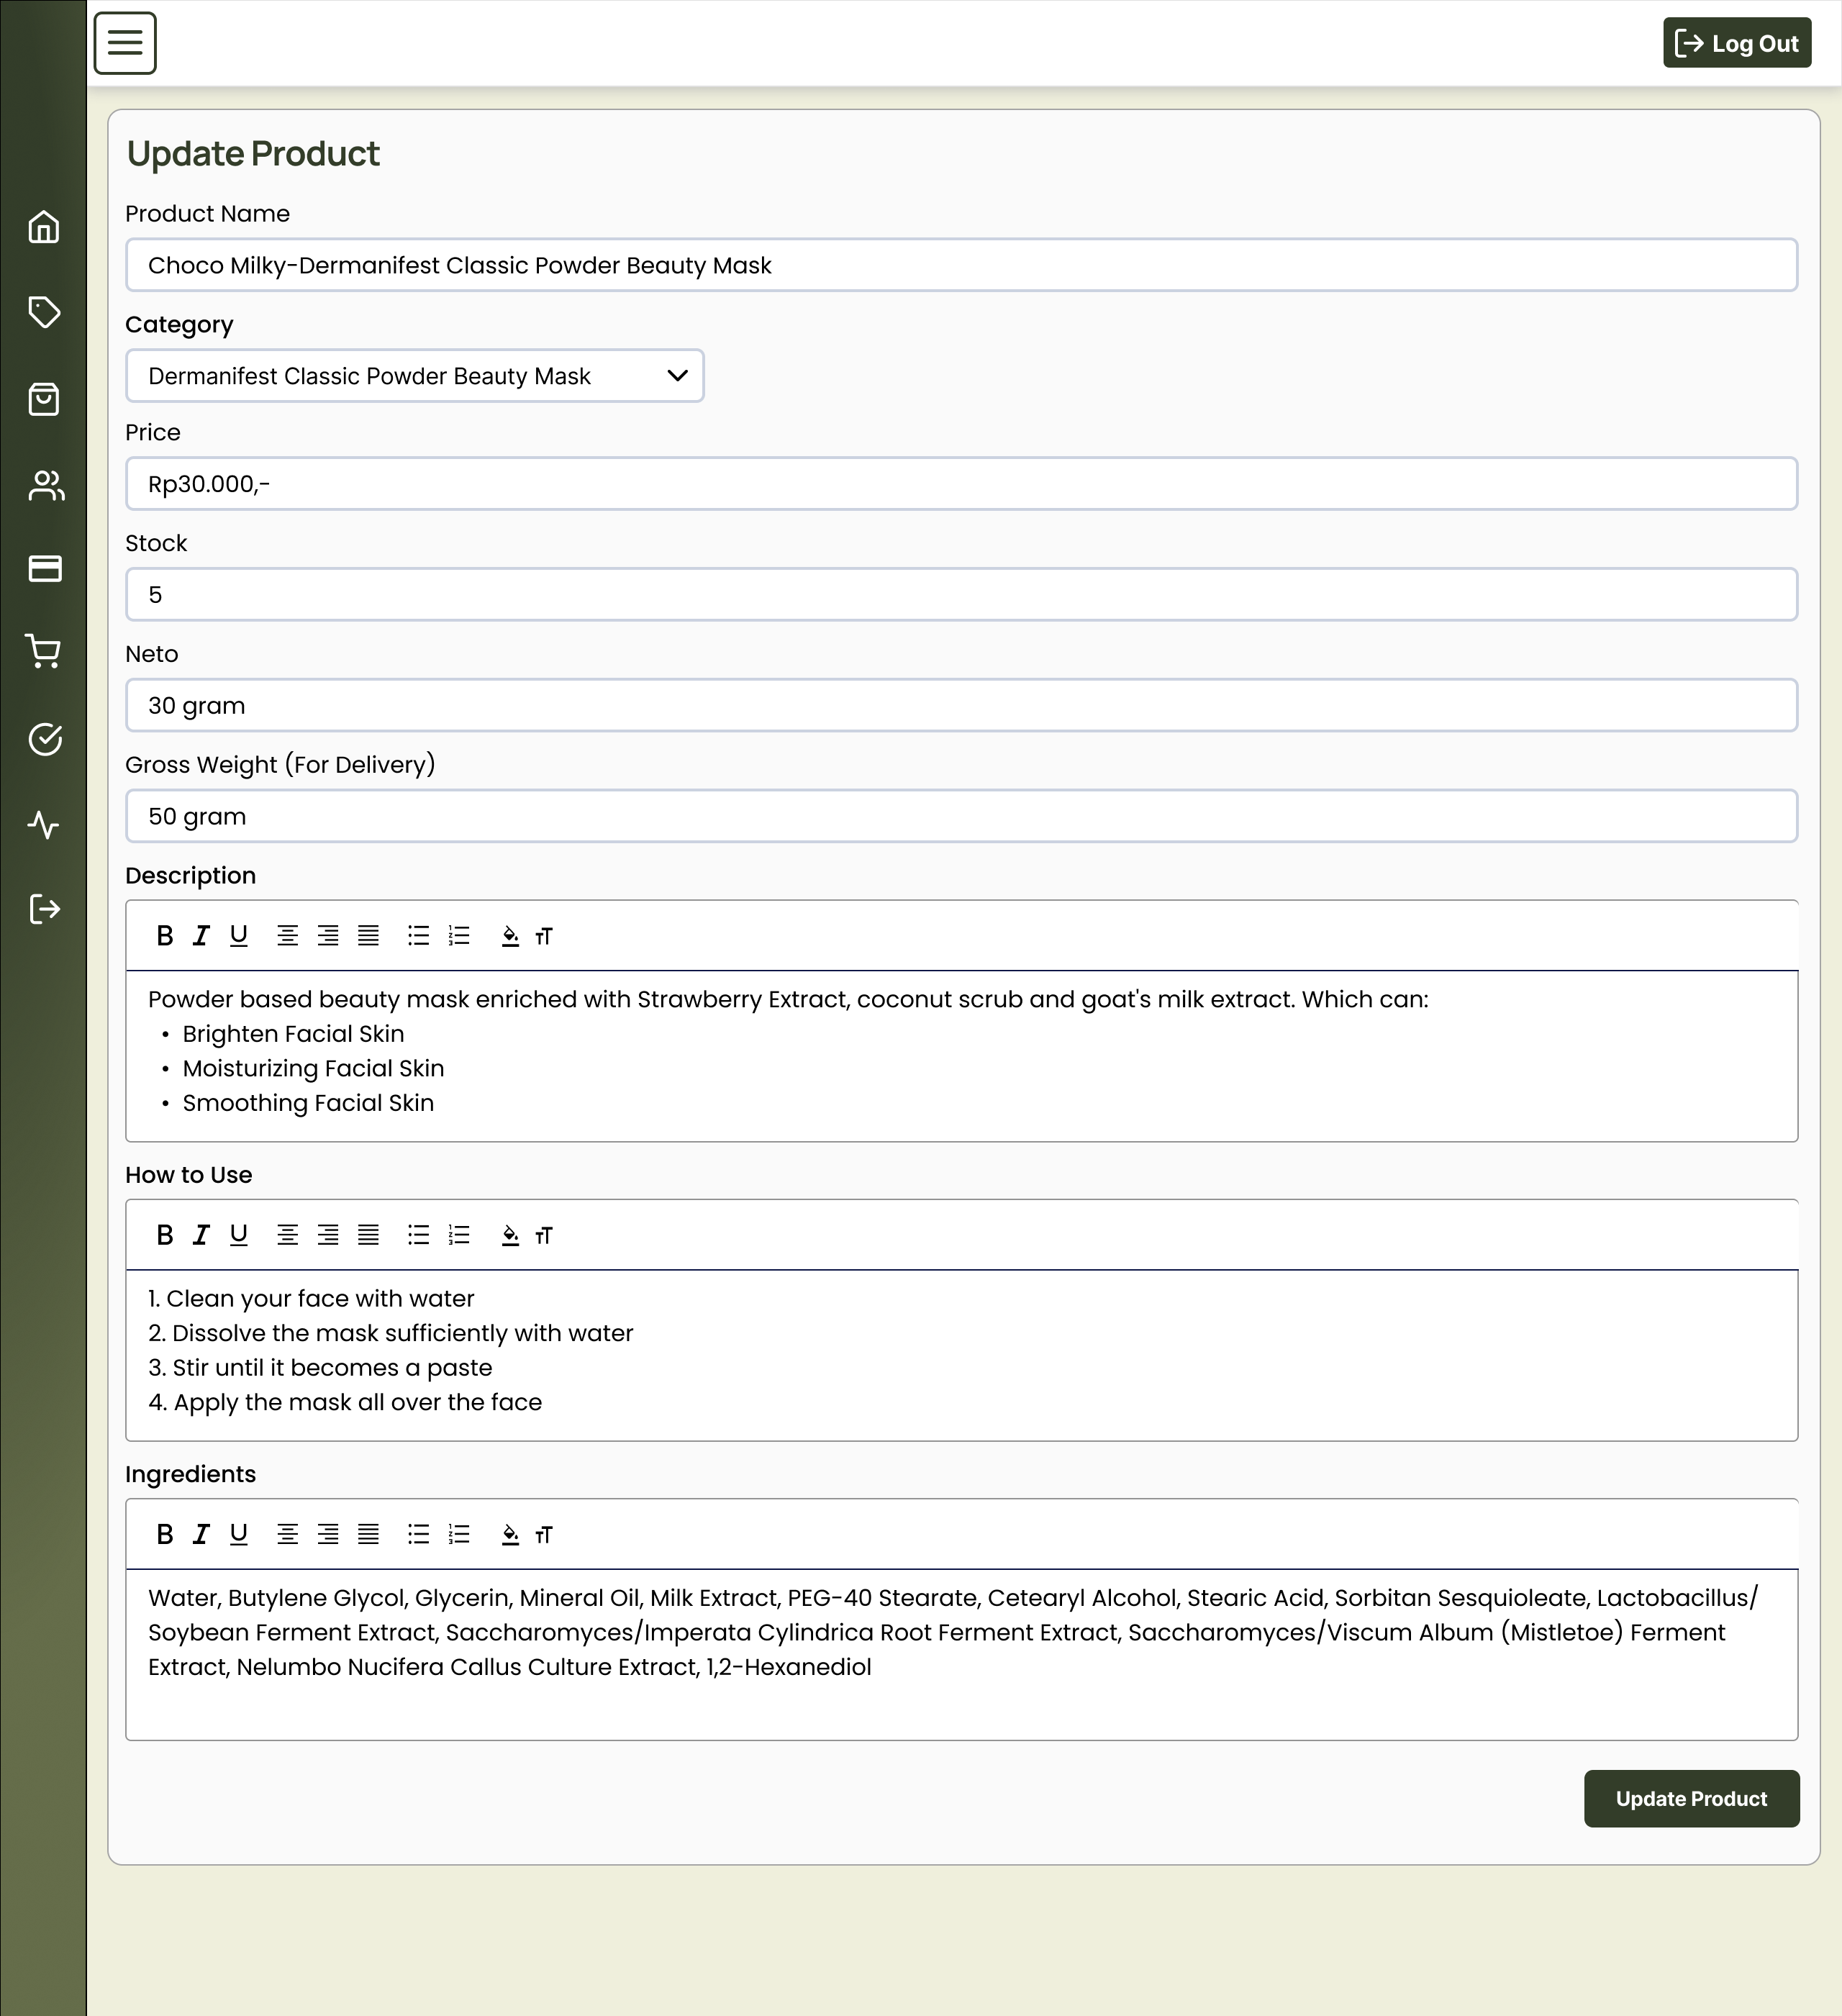 Log Out
Update Product
Product Name
Choco Milky-Dermanifest Classic Powder Beauty Mask
Category
Dermanifest Classic Powder Beauty Mask
Price
Rp30.000,-
Stock
5
Neto
30 gram
Gross Weight (For Delivery)
50 gram
Description
B I U
Powder based beauty mask enriched with Strawberry Extract, coconut scrub and goat's milk extract. Which can:
• Brighten Facial Skin
• Moisturizing Facial Skin
• Smoothing Facial Skin
How to Use
B I U
1. Clean your face with water
2. Dissolve the mask sufficiently with water
3. Stir until it becomes a paste
4. Apply the mask all over the face
Ingredients
B I U
Water, Butylene Glycol, Glycerin, Mineral Oil, Milk Extract, PEG-40 Stearate, Cetearyl Alcohol, Stearic Acid, Sorbitan Sesquioleate, Lactobacillus/
Soybean Ferment Extract, Saccharomyces/Imperata Cylindrica Root Ferment Extract, Saccharomyces/Viscum Album (Mistletoe) Ferment
Extract, Nelumbo Nucifera Callus Culture Extract, 1,2-Hexanediol
Update Product